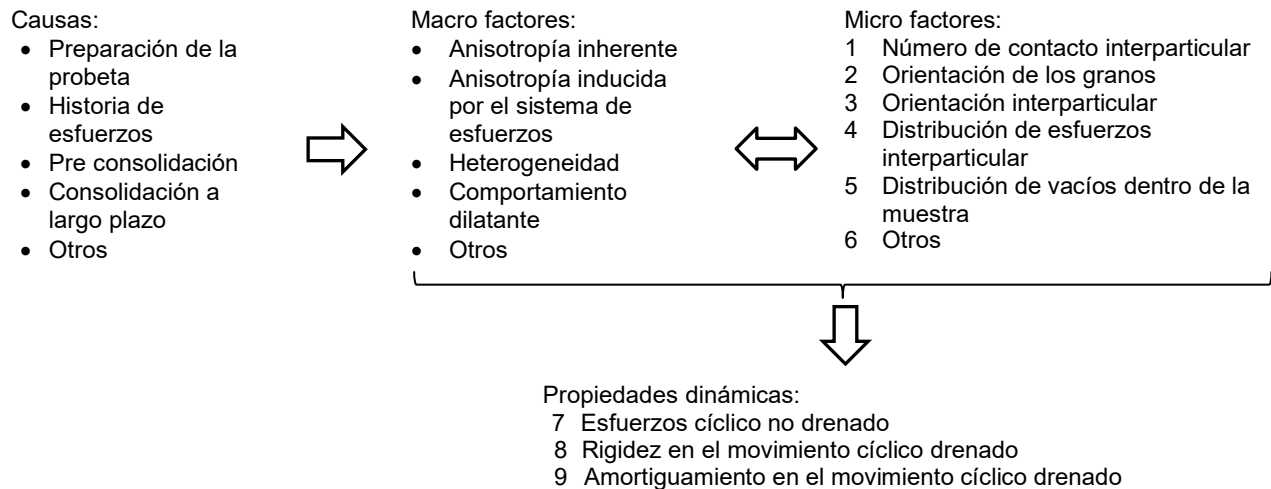 Causas:
• Preparación de la
probeta
• Historia de
esfuerzos
• Pre consolidación
• Consolidación a
largo plazo
• Otros
Macro factores:
• Anisotropía inherente
• Anisotropía inducida
por el sistema de
esfuerzos
• Heterogeneidad
• Comportamiento
dilatante
• Otros
Micro factores:
1 Número de contacto interparticular
2 Orientación de los granos
3 Orientación interparticular
4 Distribución de esfuerzos
interparticular
5 Distribución de vacíos dentro de la
muestra
6 Otros
Propiedades dinámicas:
7 Esfuerzos cíclico no drenado
8 Rigidez en el movimiento cíclico drenado
9 Amortiguamiento en el movimiento cíclico drenado